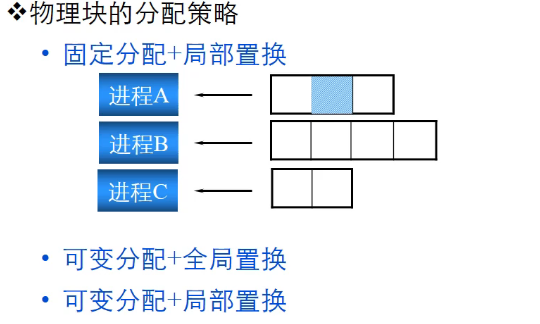 ❖物理块的分配策略
• 固定分配+局部置换
进程A
进程B
进程C
• 可变分配+全局置换
• 可变分配+局部置换